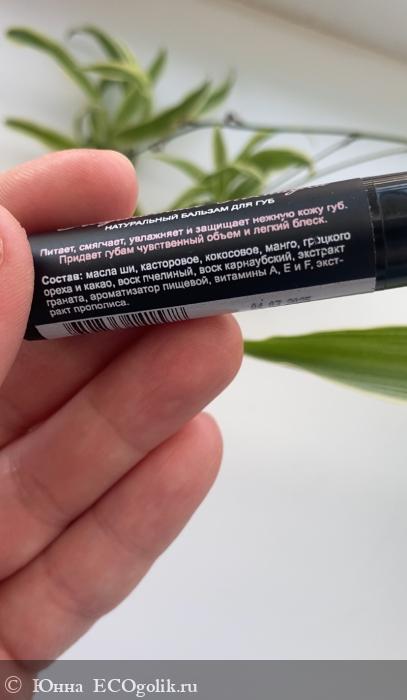 НАТУРАЛЬНЫЙ БАЛЬЗАМ ДЛЯ ГУБ
Питает, смягчает, увлажняет и защищает нежную кожу губ.
Придает губам чувственный объем и легкий блеск.
Состав: масла ши, касторовое, кокосовое, манго, грецкого
ореха и какао, воск пчелиный, воск карнаубский, экстракт
граната, ароматизатор пищевой, витамины А, Е и F, экст-
ракт прополиса.
© Юнна ECOgolik.ru